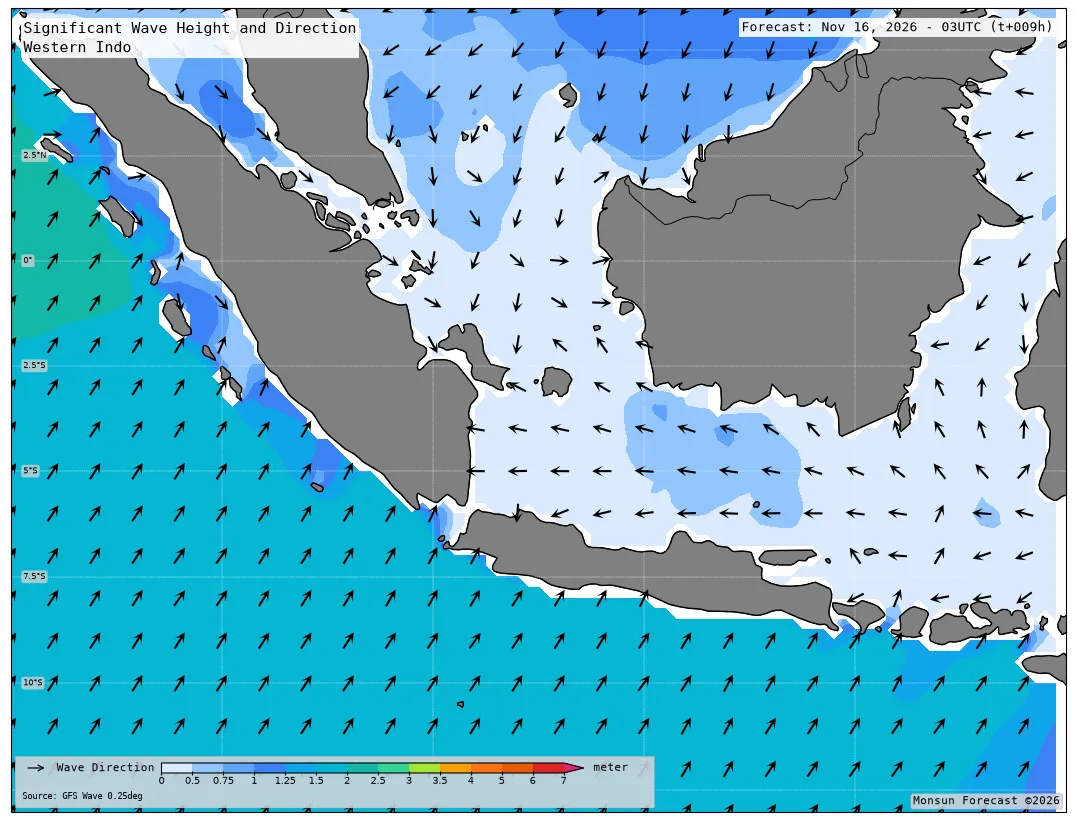 Significant Wave Height and Direction
Western Indo
Forecast: Nov 16, 2026 - 03UTC (t+009h)
2.5°N
0°
2.5°S
5°S
7.5°S
10°S
Wave Direction
0 0.5 0.75 1 1.25 1.5 2 2.5 3 3.5 4 5 6 7
meter
Source: GFS Wave 0.25deg
Monsun Forecast ©2026